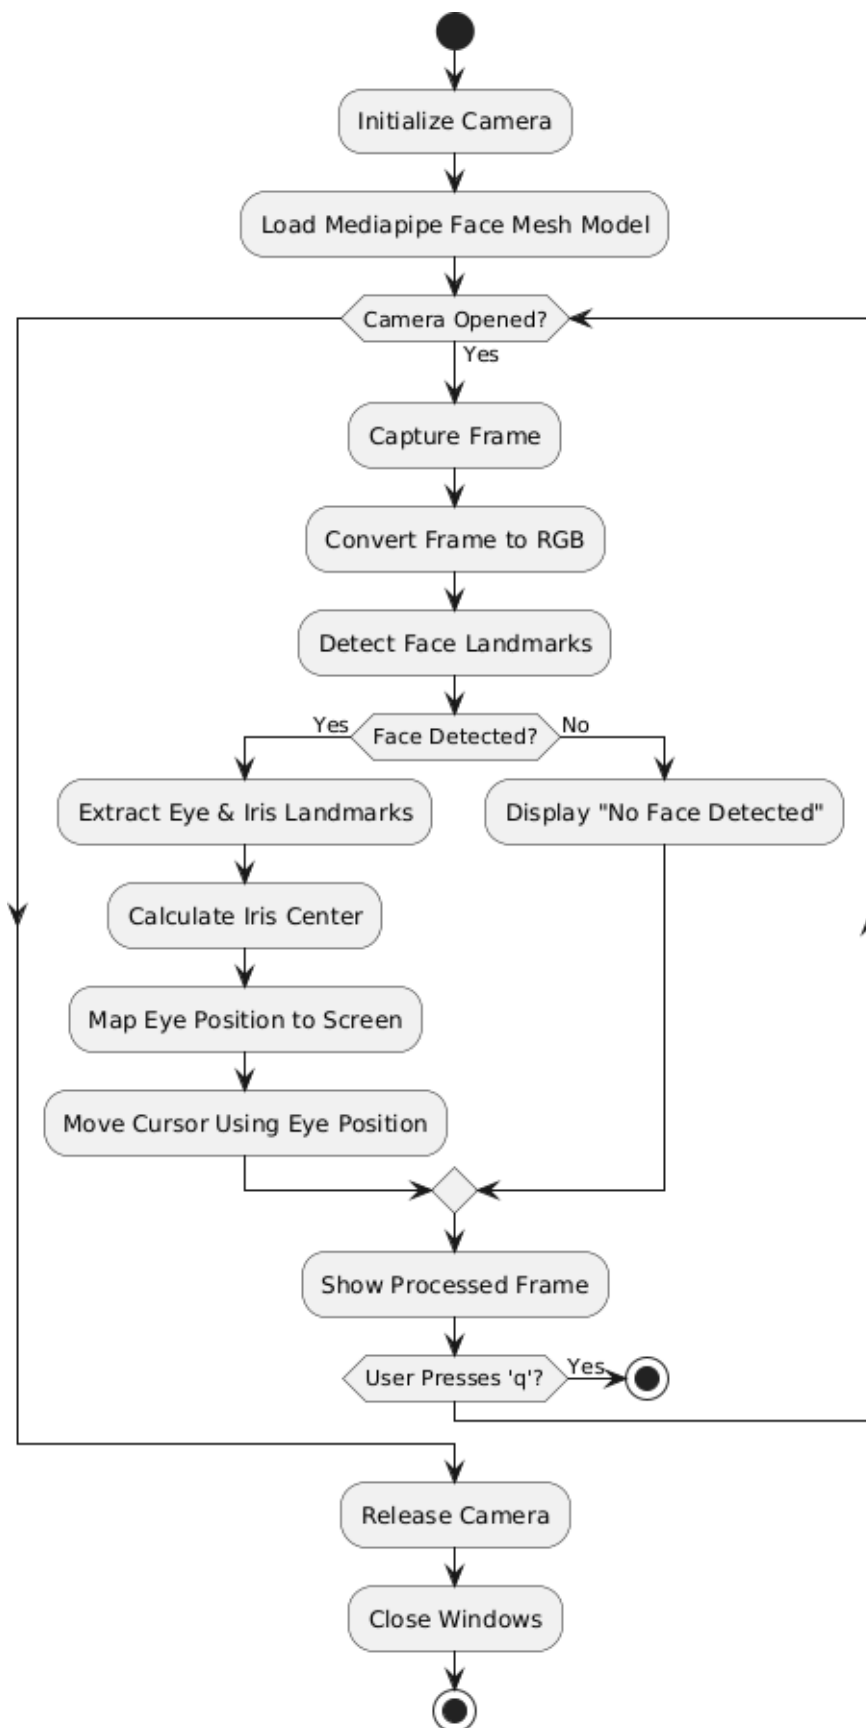 Initialize Camera
Load Mediapipe Face Mesh Model
Camera Opened?
Yes
Capture Frame
Convert Frame to RGB
Detect Face Landmarks
Yes
Face Detected?
No
Extract Eye & Iris Landmarks
Display "No Face Detected"
Calculate Iris Center
Map Eye Position to Screen
Move Cursor Using Eye Position
Show Processed Frame
User Presses 'q'?
Yes
Release Camera
Close Windows